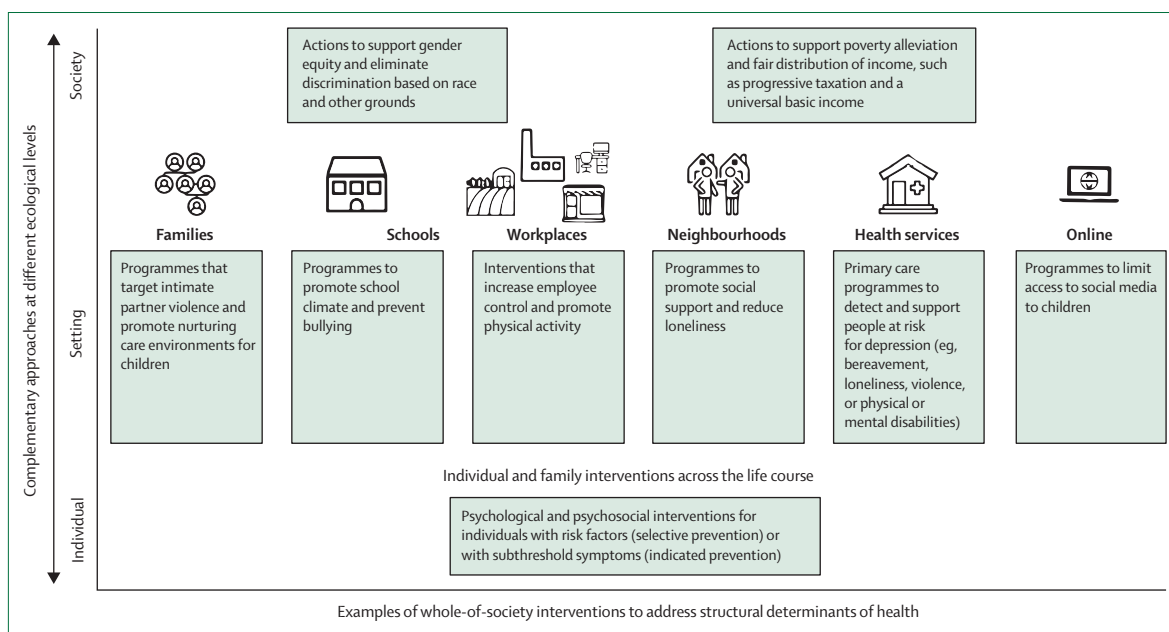 Complementary approaches at different ecological levels
Society
Actions to support gender
equity and eliminate
discrimination based on race
and other grounds
Actions to support poverty alleviation
and fair distribution of income, such
as progressive taxation and a
universal basic income
Setting
Families
Programmes that
target intimate
partner violence and
promote nurturing
care environments for
children
Schools
Programmes to
promote school
climate and prevent
bullying
Workplaces
Interventions that
increase employee
control and promote
physical activity
Neighbourhoods
Programmes to
promote social
support and reduce
loneliness
Health services
Primary care
programmes to
detect and support
people at risk
for depression (eg,
bereavement,
loneliness, violence,
or physical or
mental disabilities)
Online
Programmes to limit
access to social media
to children
Individual
Individual and family interventions across the life course
Psychological and psychosocial interventions for
individuals with risk factors (selective prevention) or
with subthreshold symptoms (indicated prevention)
Examples of whole-of-society interventions to address structural determinants of health